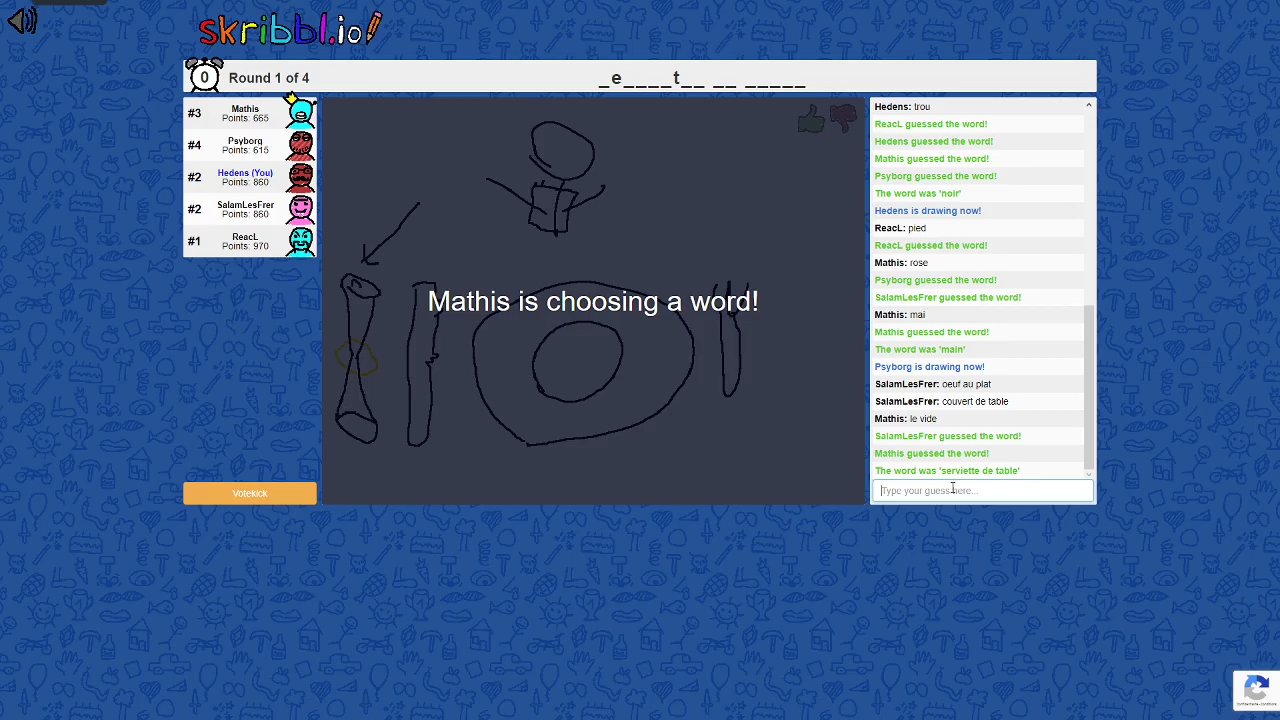 skribbl.io
0
Round 1 of 4
_e____t__ __ _____
#3
Mathis
Points: 665
#4
Psyborg
Points: 615
#2
Hedens (You)
Points: 860
#2
SalamLesFrer
Points: 860
#1
ReacL
Points: 970
Votekick
Mathis is choosing a word!
Hedens: trou
ReacL guessed the word!
Hedens guessed the word!
Mathis guessed the word!
Psyborg guessed the word!
The word was 'noir'
Hedens is drawing now!
ReacL: pied
ReacL guessed the word!
Mathis: rose
Psyborg guessed the word!
SalamLesFrer guessed the word!
Mathis: mai
Mathis guessed the word!
The word was 'main'
Psyborg is drawing now!
SalamLesFrer: oeuf au plat
SalamLesFrer: couvert de table
Mathis: le vide
SalamLesFrer guessed the word!
Mathis guessed the word!
The word was 'serviette de table'
Type your guess here...